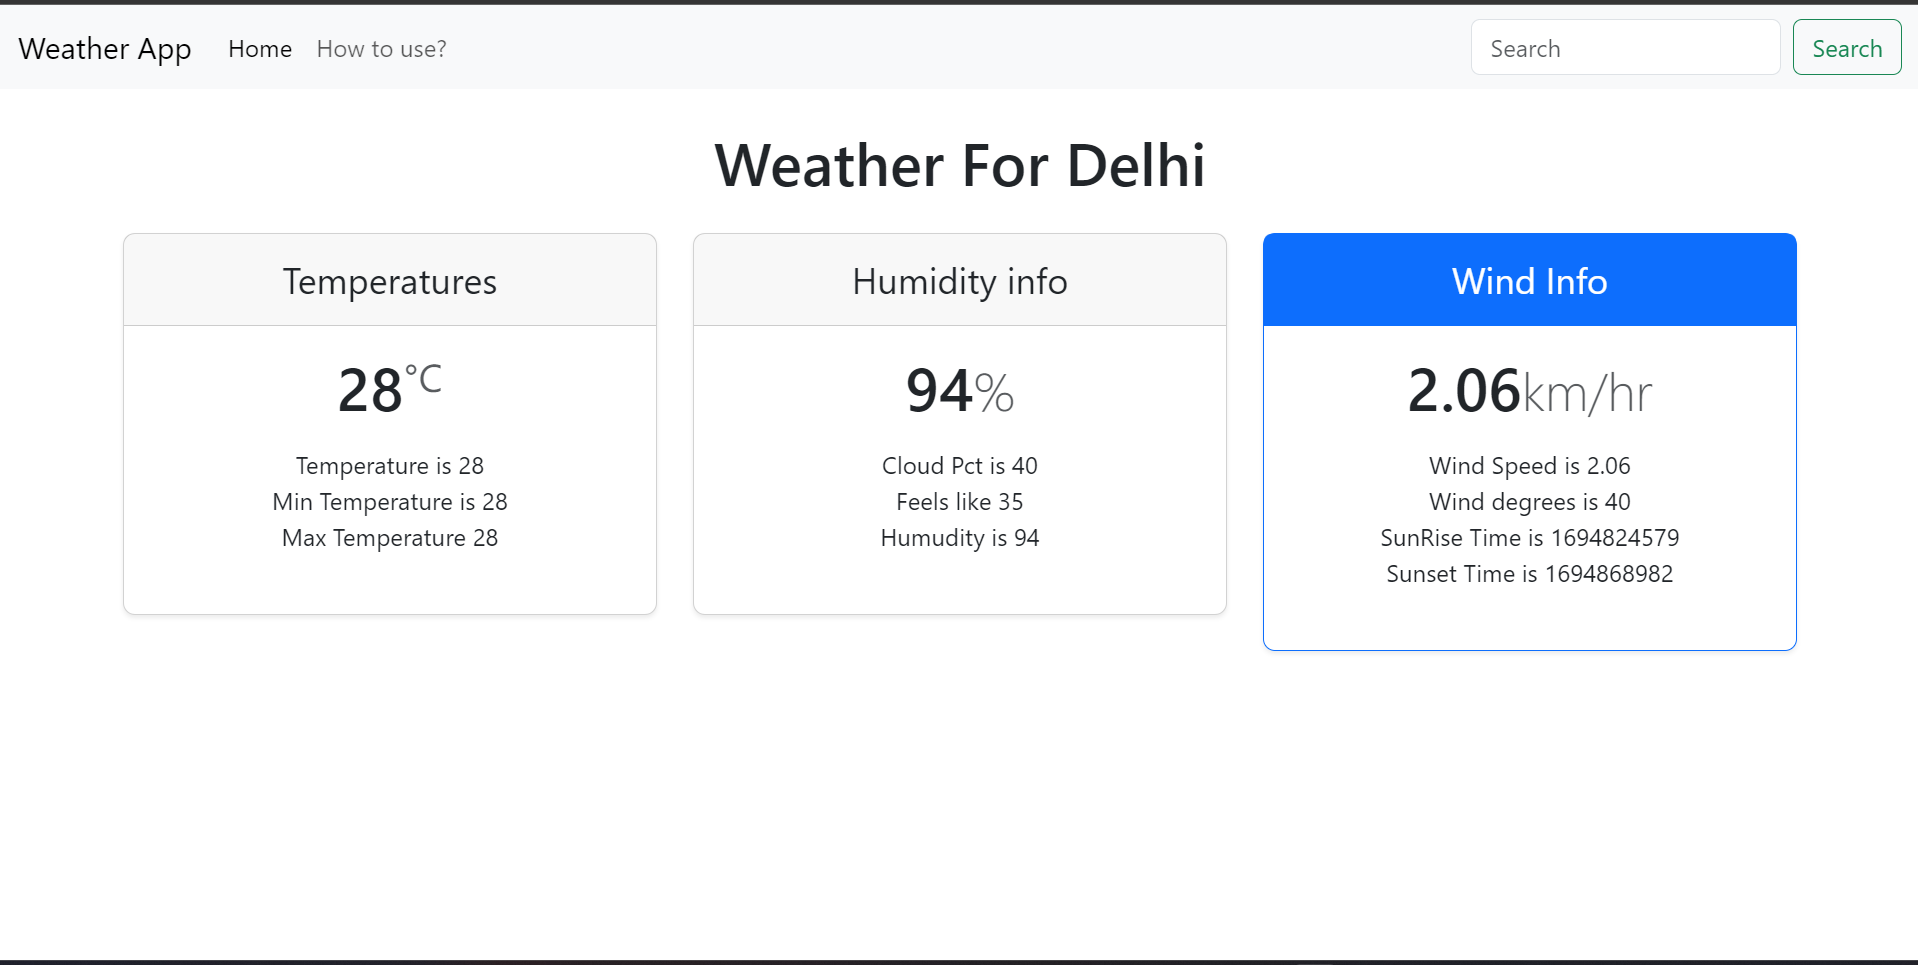 Weather App Home How to use? Search Search
Weather For Delhi
Temperatures
28°C
Temperature is 28
Min Temperature is 28
Max Temperature 28
Humidity info
94%
Cloud Pct is 40
Feels like 35
Humudity is 94
Wind Info
2.06km/hr
Wind Speed is 2.06
Wind degrees is 40
SunRise Time is 1694824579
Sunset Time is 1694868982